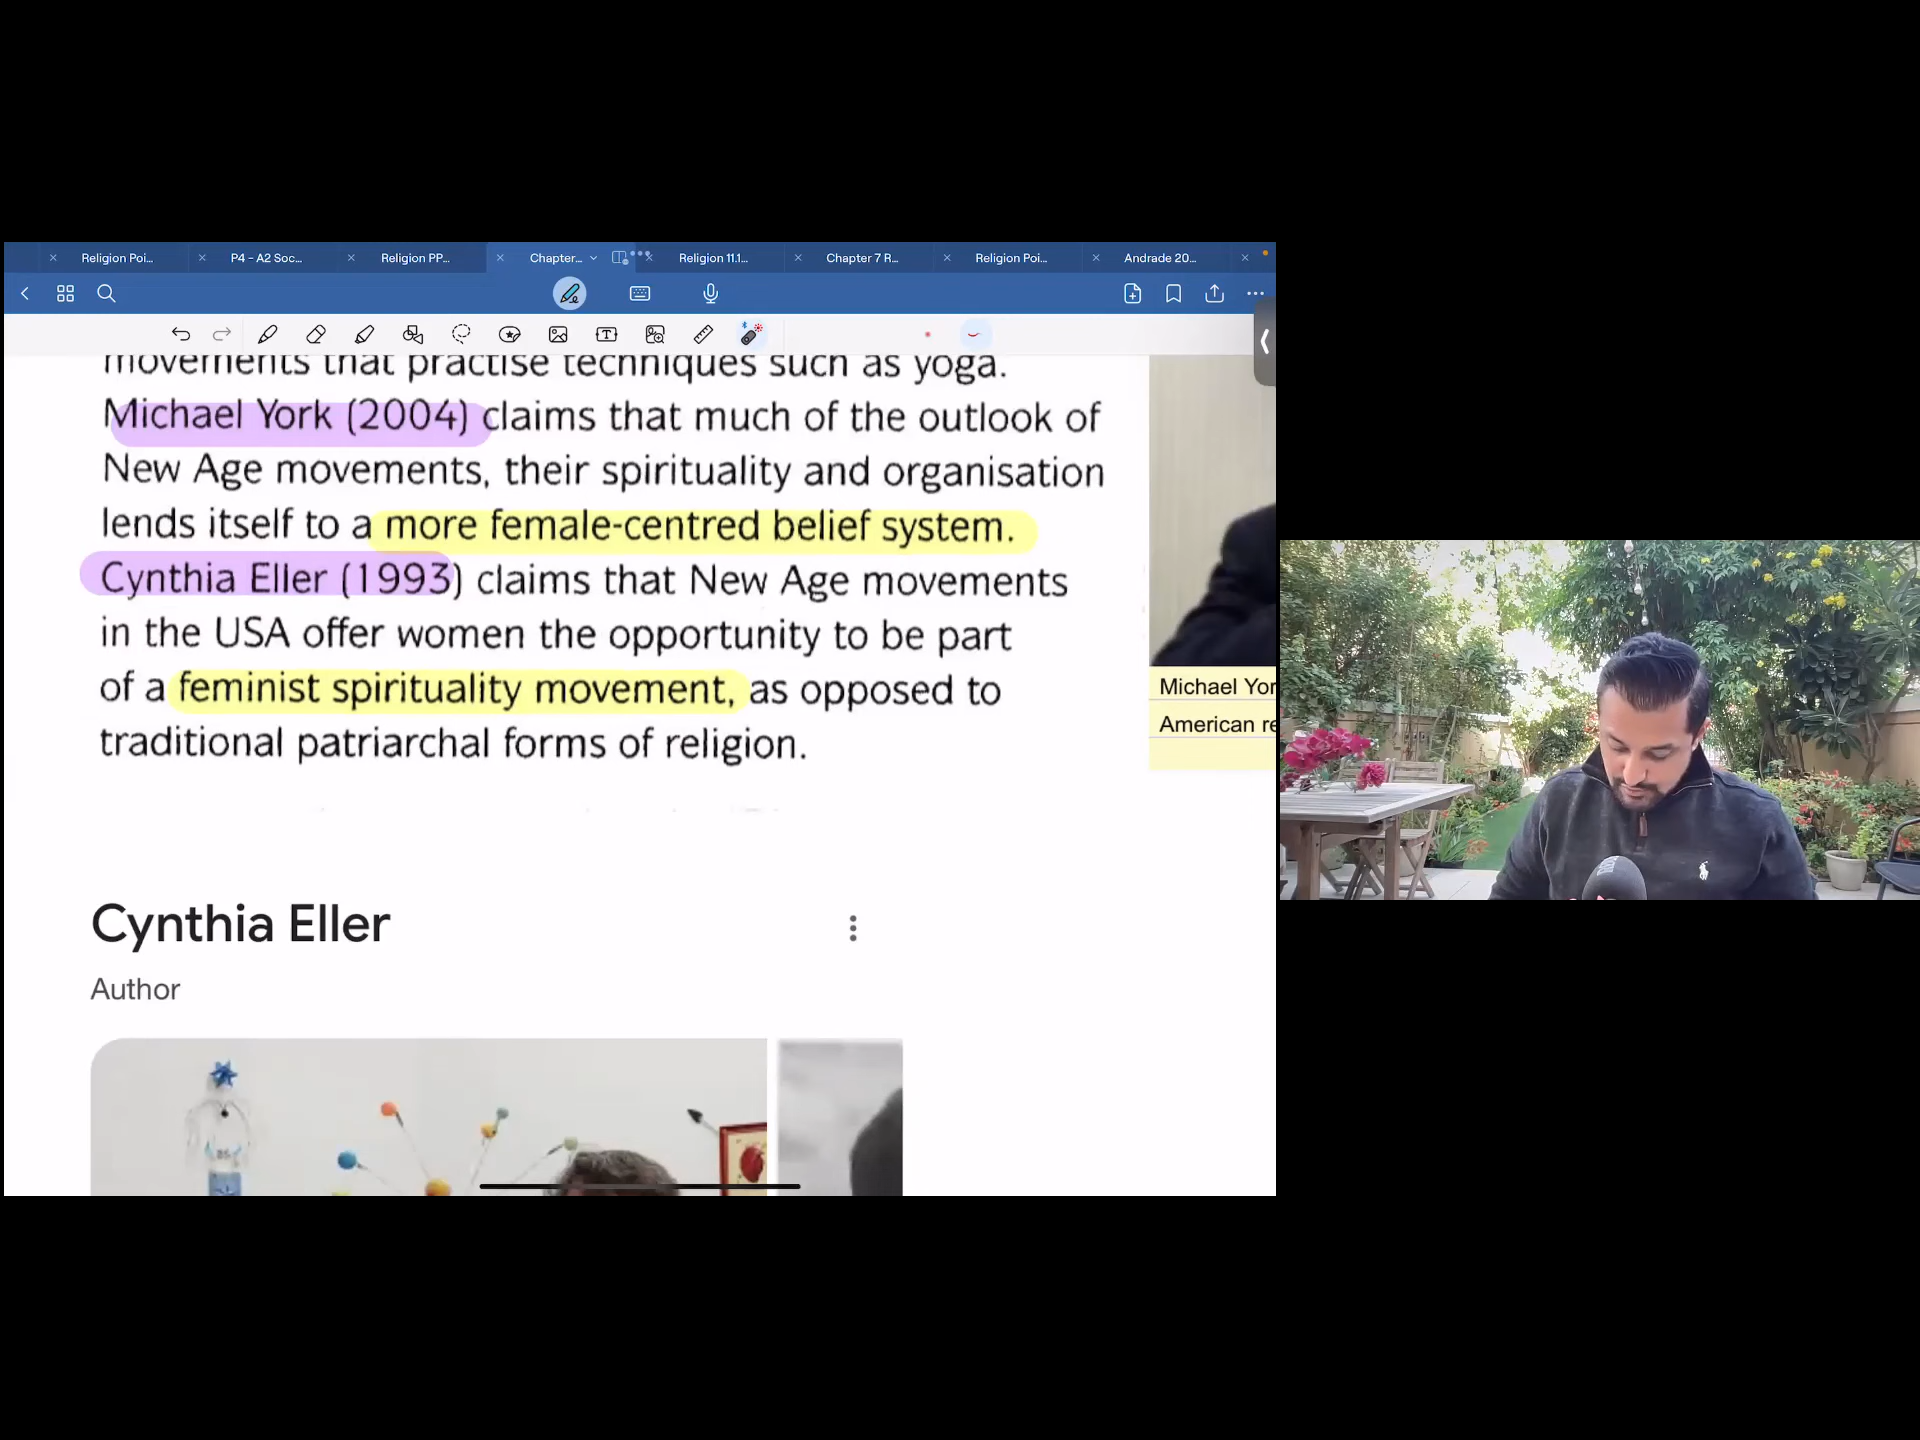 Religion Poi...
P4 - A2 Soc...
Religion PP...
Chapter...
Religion 11.1...
Chapter 7 R...
Religion Poi...
Andrade 20...
movements that practise techniques such as yoga.
Michael York (2004) claims that much of the outlook of
New Age movements, their spirituality and organisation
lends itself to a more female-centred belief system.
Cynthia Eller (1993) claims that New Age movements
in the USA offer women the opportunity to be part
of a feminist spirituality movement, as opposed to
traditional patriarchal forms of religion.
Michael Yor
American re
Cynthia Eller
Author